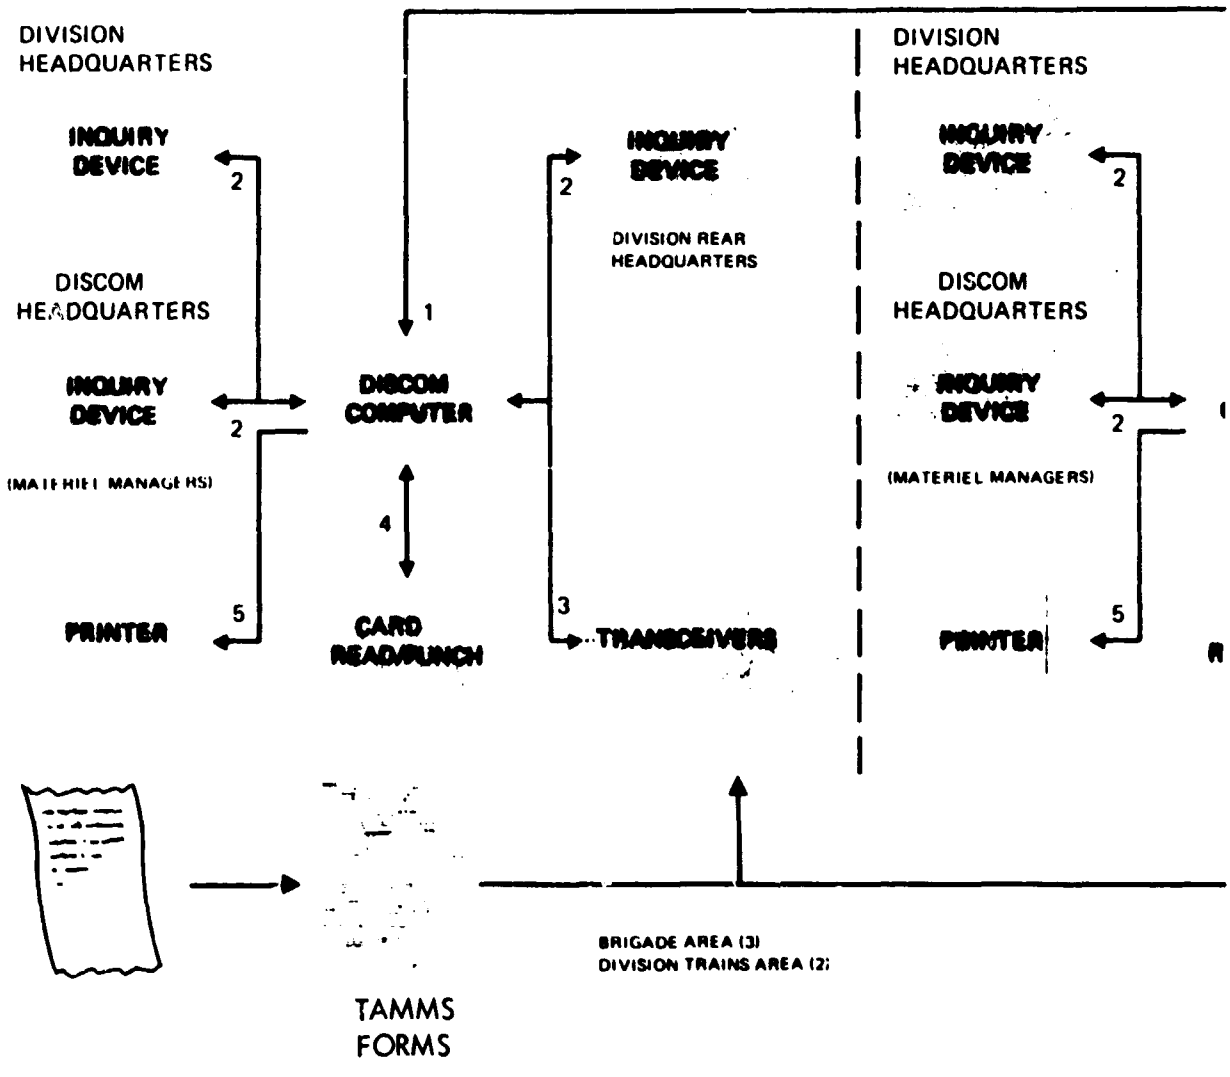 DIVISION
HEADQUARTERS
INQUIRY
DEVICE
2
DISCOM
HEADQUARTERS
INQUIRY
DEVICE
2
(MATERIEL MANAGERS)
5
PRINTER
1
DISCOM
COMPUTER
4
CARD
READ/PUNCH
INQUIRY
DEVICE
2
DIVISION REAR
HEADQUARTERS
3
TRANSCEIVERS
DIVISION
HEADQUARTERS
INQUIRY
DEVICE
2
DISCOM
HEADQUARTERS
INQUIRY
DEVICE
2
(MATERIEL MANAGERS)
5
PRINTER
R
TAMMS
FORMS
BRIGADE AREA (3)
DIVISION TRAINS AREA (2)